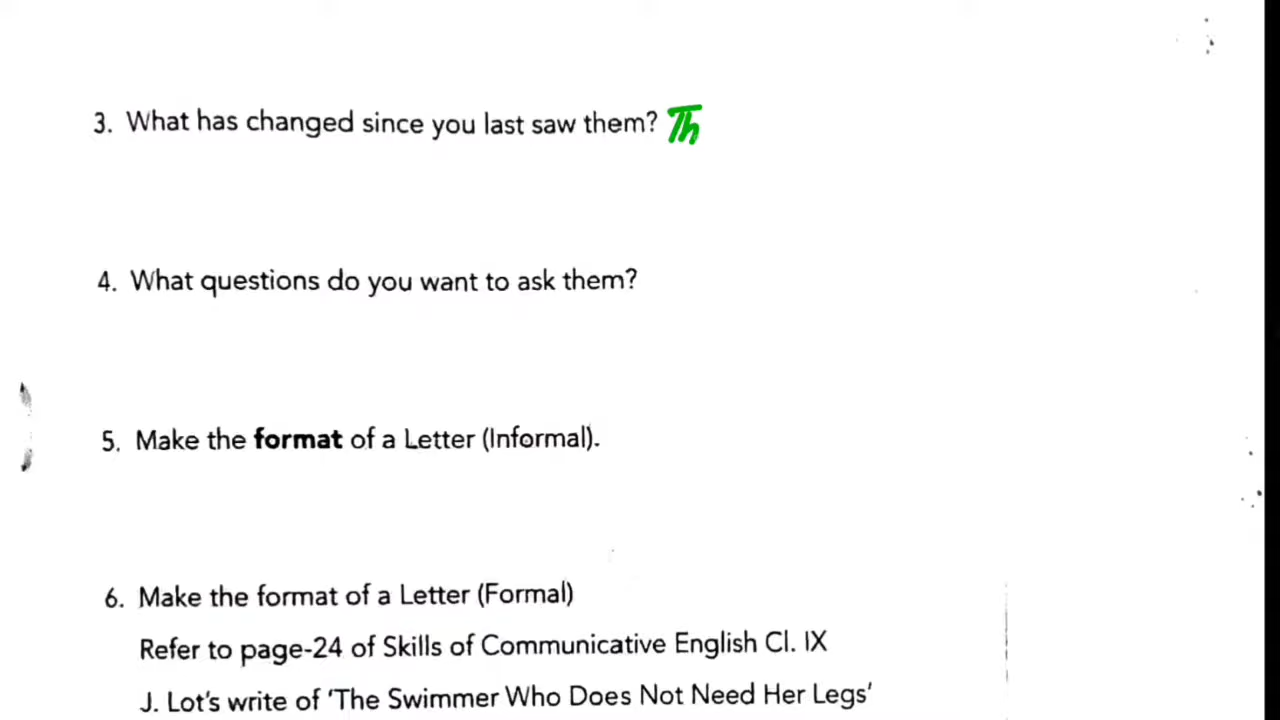 3. What has changed since you last saw them? Th
4. What questions do you want to ask them?
5. Make the format of a Letter (Informal).
6. Make the format of a Letter (Formal)
Refer to page-24 of Skills of Communicative English Cl. IX
J. Lot's write of 'The Swimmer Who Does Not Need Her Legs'